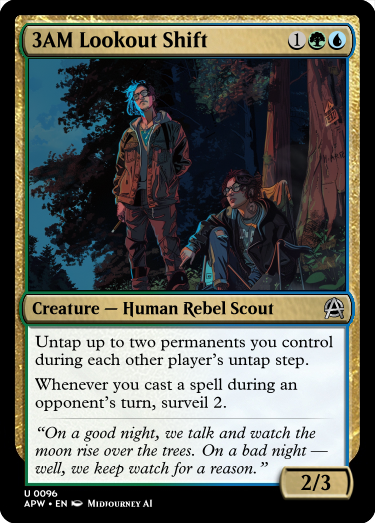 3AM Lookout Shift
1
Creature — Human Rebel Scout
Untap up to two permanents you control
during each other player's untap step.
Whenever you cast a spell during an
opponent's turn, surveil 2.
“On a good night, we talk and watch the
moon rise over the trees. On a bad night —
well, we keep watch for a reason.”
2/3
U 0096
APW • EN Midjourney AI